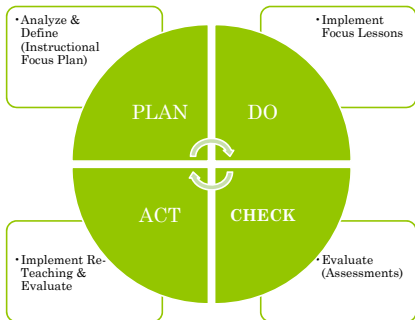 •Analyze &
Define
(Instructional
Focus Plan)
•Implement
Focus Lessons
PLAN
DO
ACT
CHECK
•Implement Re-
Teaching &
Evaluate
•Evaluate
(Assessments)